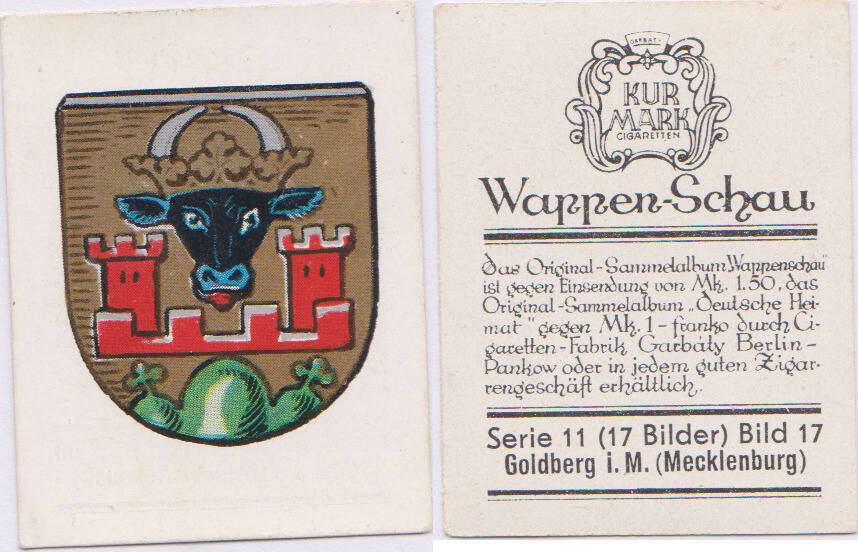 GARBÁTY
KUR
MARK
CIGARETTEN
Wappen-Schau
Das Original-Sammelalbum „Wappenschau"
ist gegen Einsendung von Mk. 1.50, das
Original-Sammelalbum „Deutsche Hei-
mat" gegen Mk. 1- franko durch Ci-
garetten-Fabrik Garbáty Berlin-
Pankow oder in jedem guten Zigar-
rengeschäft erhältlich.
Serie 11 (17 Bilder) Bild 17
Goldberg i. M. (Mecklenburg)